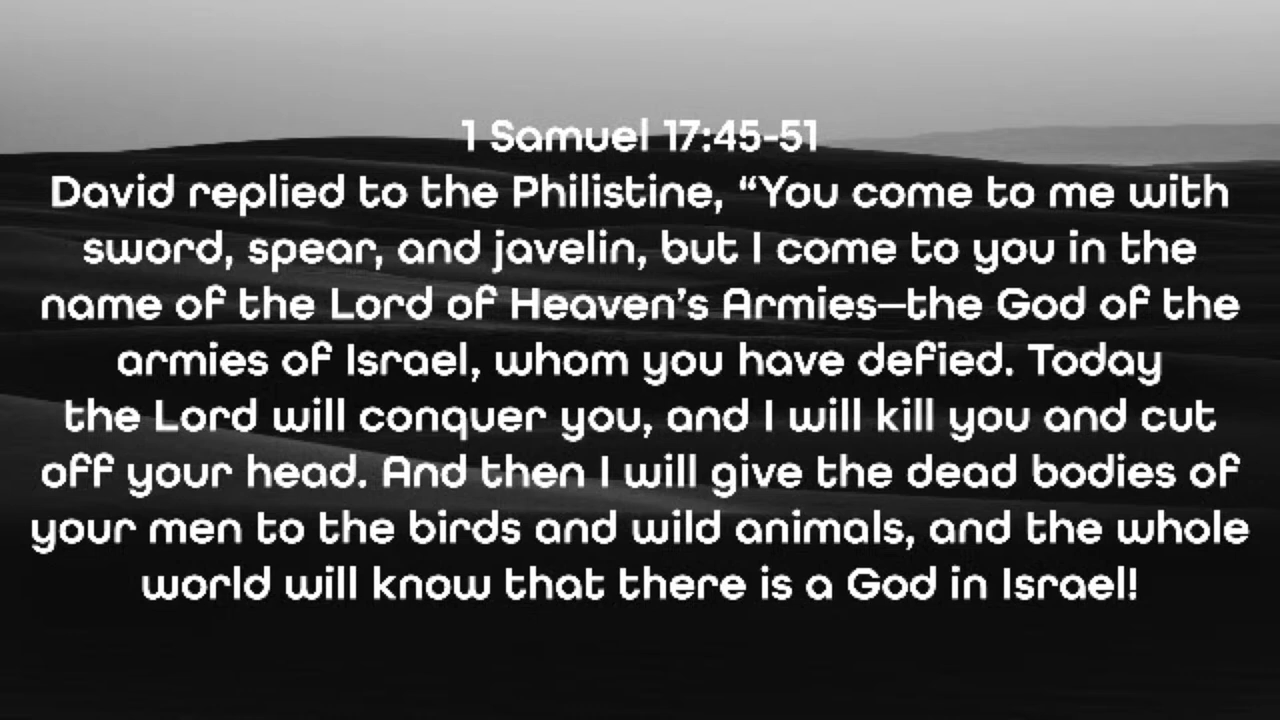 1 Samuel 17:45-51
David replied to the Philistine, “You come to me with
sword, spear, and javelin, but I come to you in the
name of the Lord of Heaven’s Armies—the God of the
armies of Israel, whom you have defied. Today
the Lord will conquer you, and I will kill you and cut
off your head. And then I will give the dead bodies of
your men to the birds and wild animals, and the whole
world will know that there is a God in Israel!